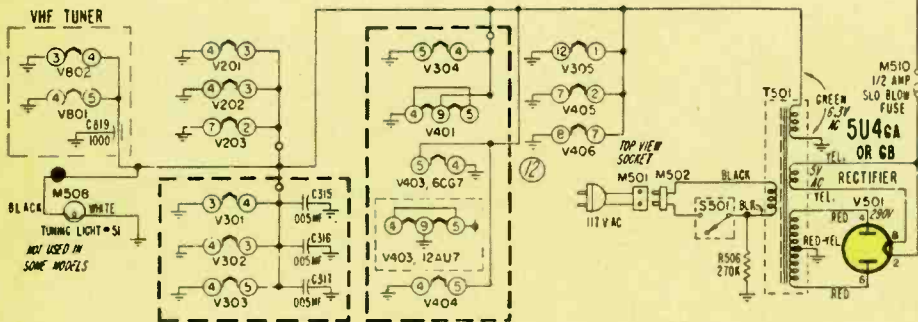 VHF TUNER
3 4
V802
4 5
V801
C819
1000
M508
BLACK
WHITE
TUNING LIGHT #51
NOT USED IN
SOME MODELS
4 3
V201
4 3
V202
7 2
V203
3 4
V301
C315
.005MF
4 3
V302
C316
.005MF
4 5
V303
C317
.005MF
5 4
V304
4 9 5
V401
5 4
V403, 6CG7
4 9 5
V403, 12AU7
4 5
V404
12 1
V305
7 2
V405
8 7
V406
12
TOP VIEW
SOCKET
M501
M502
117 V AC
BLACK
S501
BLK
R506
270K
T501
GREEN
6.3V
AC
M510
1/2 AMP
SLO BLOW
FUSE
5U4GA
OR GB
YEL.
5V
AC
YEL.
RECTIFIER
V501
RED
290V
4
8
RED-YEL
2
6
RED